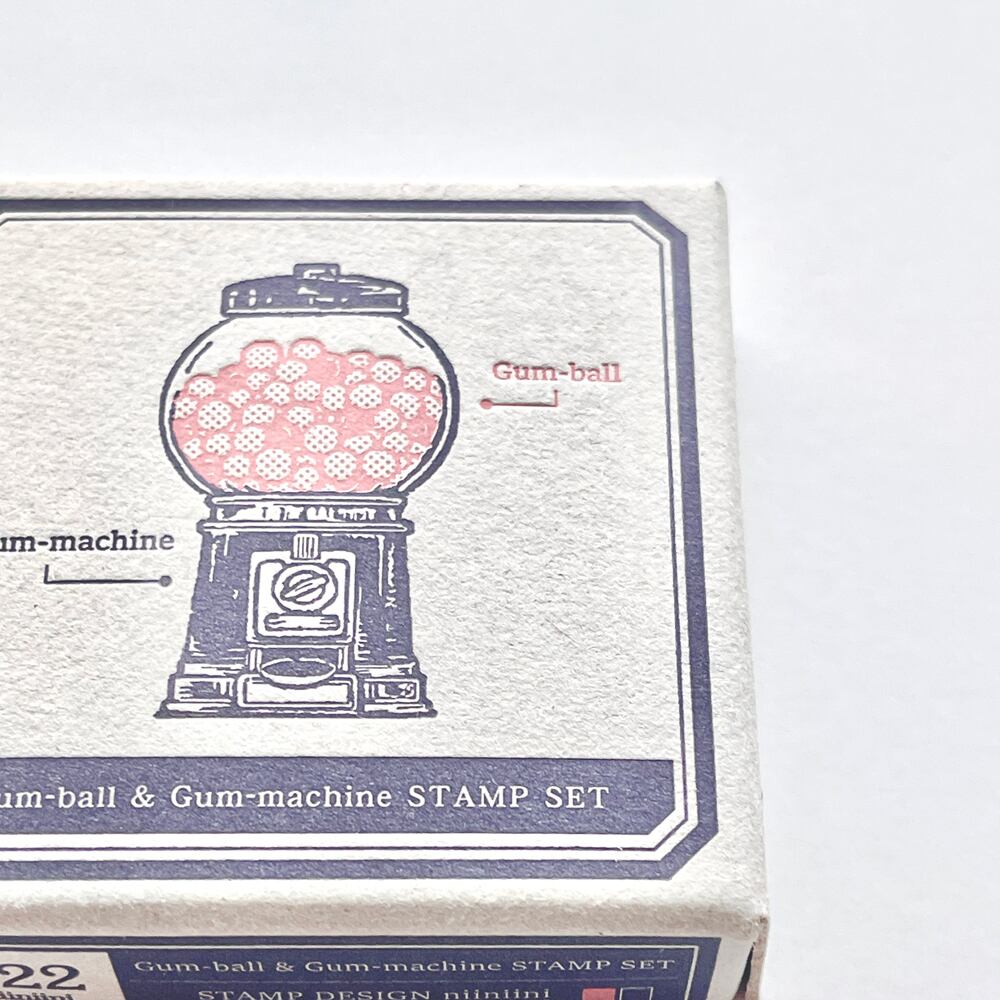 Gum-ball
um-machine
um-ball & Gum-machine STAMP SET
22
Gum-ball & Gum-machine STAMP SET
STAMP DESIGN niiniini